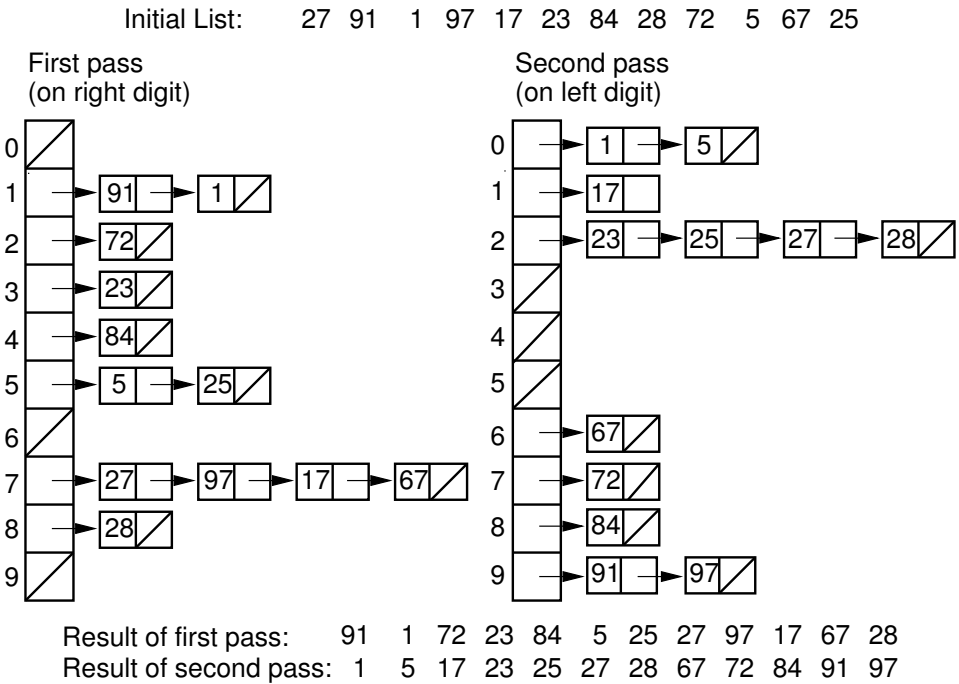 Initial List: 27 91 1 97 17 23 84 28 72 5 67 25
First pass
(on right digit)
0
1 91 1
2 72
3 23
4 84
5 5 25
6
7 27 97 17 67
8 28
9
Second pass
(on left digit)
0 1 5
1 17
2 23 25 27 28
3
4
5
6 67
7 72
8 84
9 91 97
Result of first pass: 91 1 72 23 84 5 25 27 97 17 67 28
Result of second pass: 1 5 17 23 25 27 28 67 72 84 91 97